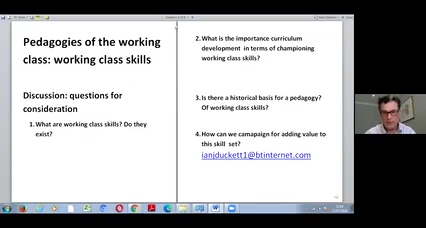 Pedagogies of the working
class: working class skills
Discussion: questions for
consideration
1. What are working class skills? Do they
exist?
2. What is the importance curriculum
development in terms of championing
working class skills?
3. Is there a historical basis for a pedagogy?
Of working class skills?
4. How can we camapaign for adding value to
this skill set?
ianjduckett1@btinternet.com